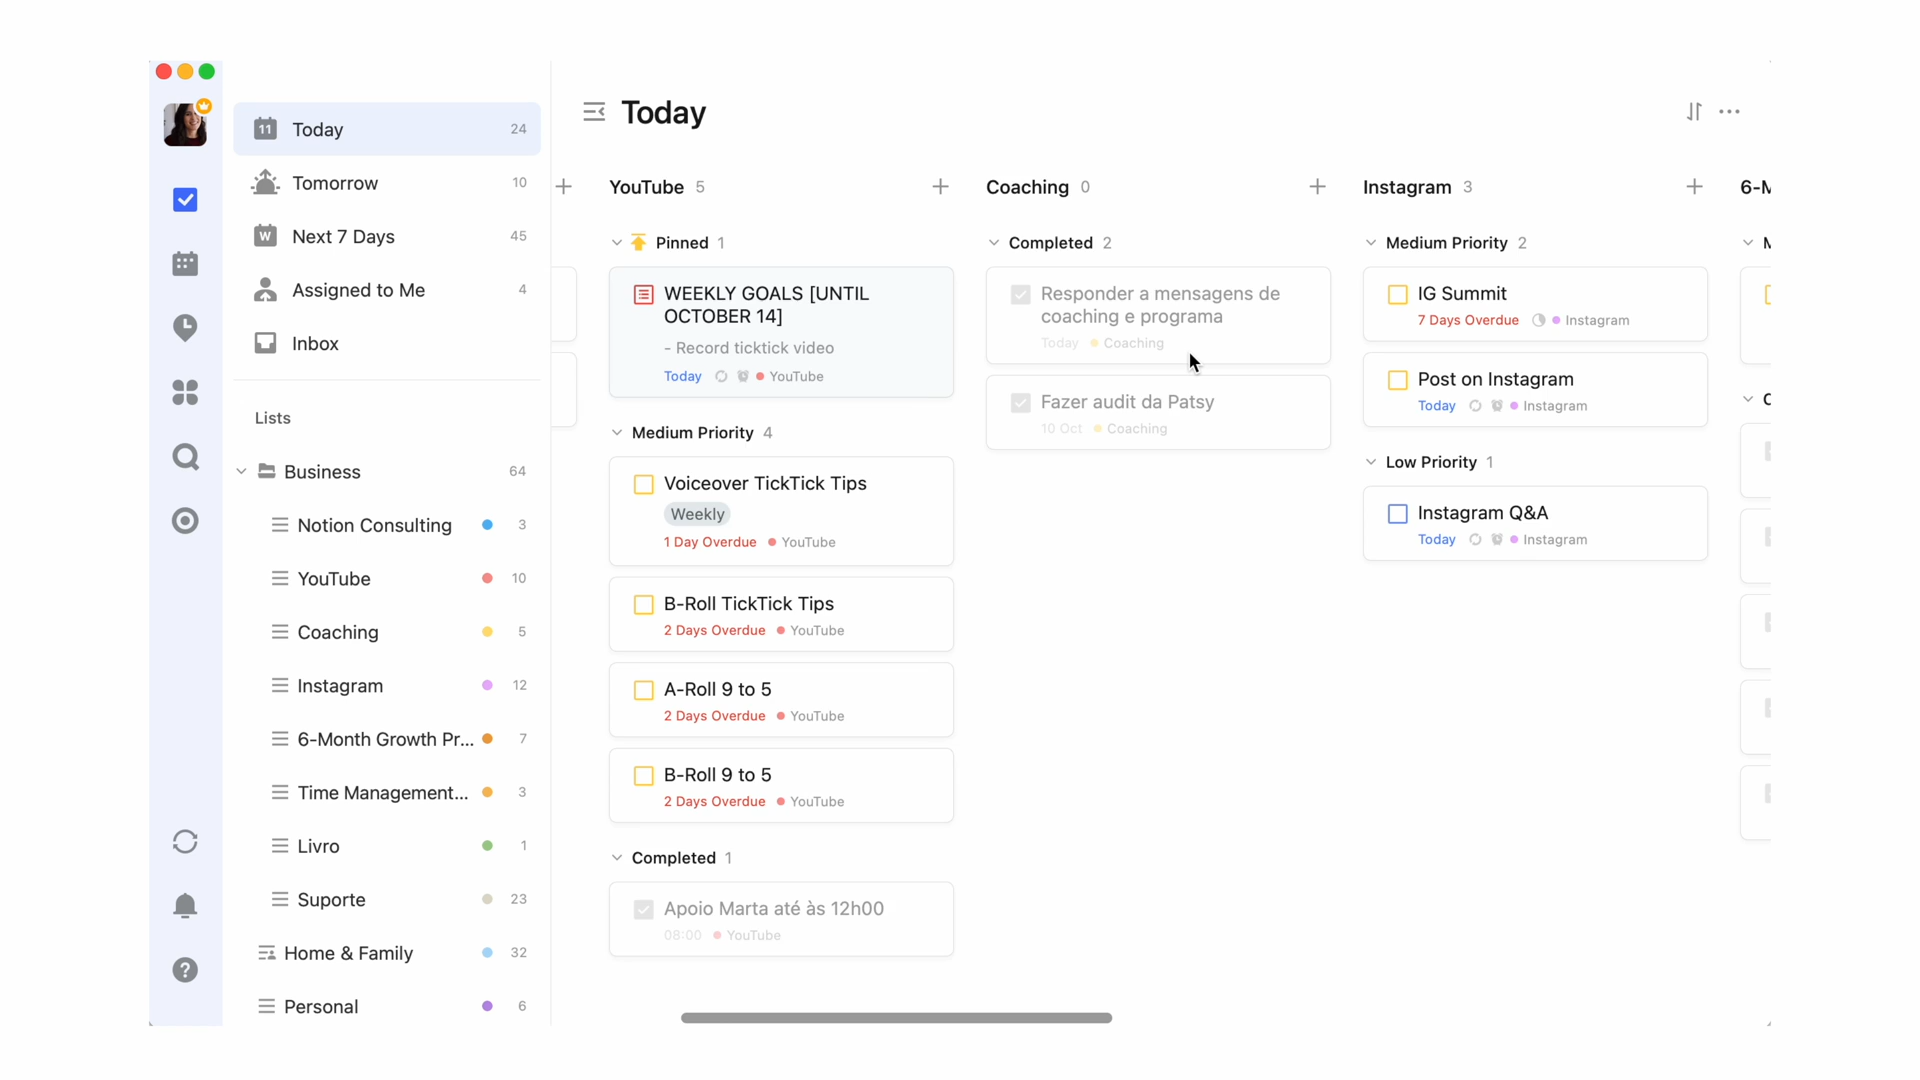 11 Today 24
Tomorrow 10
W Next 7 Days 45
Assigned to Me 4
Inbox
Lists
Business 64
Notion Consulting 3
YouTube 10
Coaching 5
Instagram 12
6-Month Growth Pr... 7
Time Management... 3
Livro 1
Suporte 23
Home & Family 32
Personal 6
Today
YouTube 5
Pinned 1
WEEKLY GOALS [UNTIL
OCTOBER 14]
- Record ticktick video
Today YouTube
Medium Priority 4
Voiceover TickTick Tips
Weekly
1 Day Overdue YouTube
B-Roll TickTick Tips
2 Days Overdue YouTube
A-Roll 9 to 5
2 Days Overdue YouTube
B-Roll 9 to 5
2 Days Overdue YouTube
Completed 1
Apoio Marta até às 12h00
08:00 YouTube
Coaching 0
Completed 2
Responder a mensagens de
coaching e programa
Today Coaching
Fazer audit da Patsy
10 Oct Coaching
Instagram 3
Medium Priority 2
IG Summit
7 Days Overdue Instagram
Post on Instagram
Today Instagram
Low Priority 1
Instagram Q&A
Today Instagram